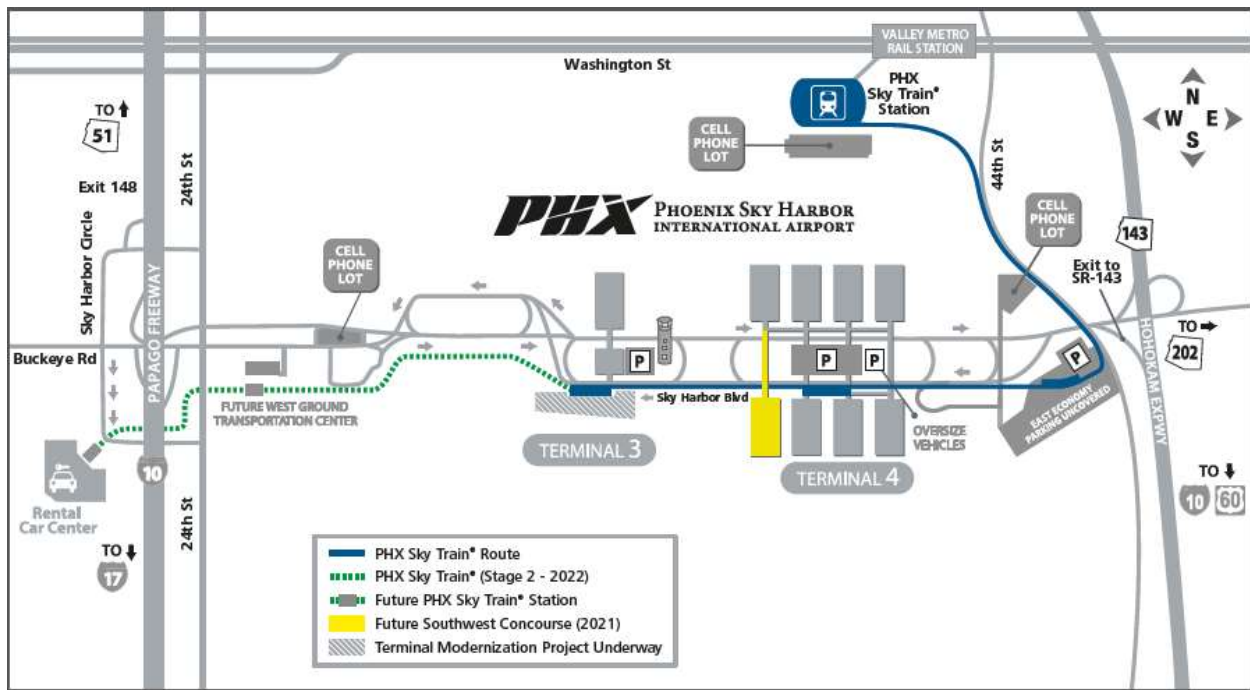 VALLEY METRO
RAIL STATION
Washington St
PHX
Sky Train®
Station
TO
51
CELL
PHONE
LOT
N
W E
S
Exit 148
24th St
44th St
Sky Harbor Circle
PHX PHOENIX SKY HARBOR
INTERNATIONAL AIRPORT
CELL
PHONE
LOT
143
CELL
PHONE
LOT
Exit to
SR-143
Buckeye Rd
PAPAGO FREEWAY
TO
202
HOHOKAM EXPWY
P
P
P
P
FUTURE WEST GROUND
TRANSPORTATION CENTER
Sky Harbor Blvd
EAST ECONOMY
PARKING UNCOVERED
OVERSIZE
VEHICLES
TERMINAL 3
TERMINAL 4
10
TO
10 60
Rental
Car Center
24th St
TO
17
PHX Sky Train® Route
PHX Sky Train® (Stage 2 - 2022)
Future PHX Sky Train® Station
Future Southwest Concourse (2021)
Terminal Modernization Project Underway